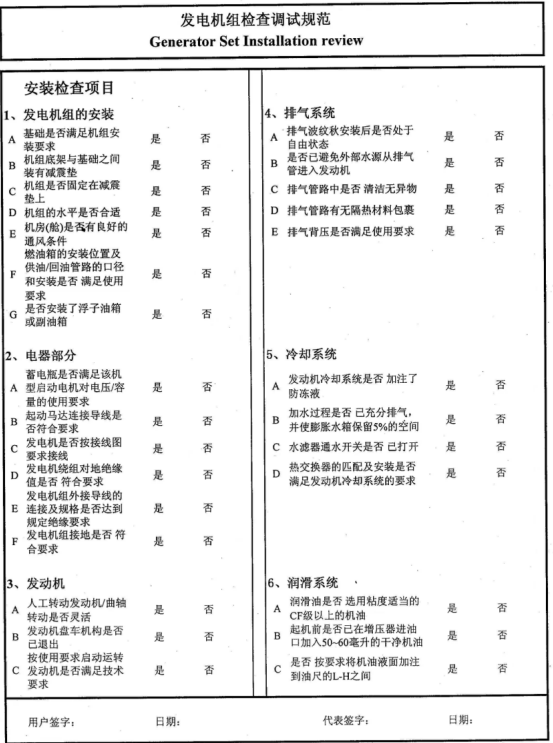 发电机组检查调试规范
Generator Set Installation review
安装检查项目
1、发电机组的安装
A 基础是否满足机组安
装要求 是 否
B 机组底架与基础之间
装有减震垫 是 否
C 机组是否固定在减震
垫上 是 否
D 机组的水平是否合适 是 否
E 机房(舱)是否有良好的
通风条件 是 否
燃油箱的安装位置及
F 供油/回油管路的口径
和安装是否 满足使用 是 否
要求
G 是否安装了浮子油箱
或副油箱 是 否
2、电器部分
蓄电瓶是否满足该机
A 型启动电机对电压/容 是 否
量的使用要求
B 起动马达连接导线是
否符合要求 是 否
C 发电机是否按接线图
要求接线 是 否
D 发电机绕组对地绝缘
值是否 符合要求 是 否
发电机组外接导线的
E 连接及规格是否达到 是 否
规定绝缘要求
F 发电机组接地是否 符
合要求 是 否
3、发动机
A 人工转动发动机/曲轴
转动是否灵活 是 否
B 发动机盘车机构是否
已退出 是 否
按使用要求启动运转
C 发动机是否满足技术 是 否
要求
4、排气系统
A 排气波纹秋安装后是否处于
自由状态 是 否
B 是否已避免外部水源从排气
管进入发动机 是 否
C 排气管路中是否 清洁无异物 是 否
D 排气管路有无隔热材料包裹 是 否
E 排气背压是否满足使用要求 是 否
5、冷却系统
A 发动机冷却系统是否 加注了
防冻液 是 否
B 加水过程是否 已充分排气，
并使膨胀水箱保留5%的空间 是 否
C 水滤器通水开关是否 已打开 是 否
D 热交换器的匹配及安装是否
满足发动机冷却系统的要求 是 否
6、润滑系统
A 润滑油是否 选用粘度适当的
CF级以上的机油 是 否
B 起机前是否已在增压器进油
口加入50~60毫升的干净机油 是 否
C 是否 按要求将机油液面加注
到油尺的L-H之间 是 否
用户签字： 日期： 代表签字： 日期：